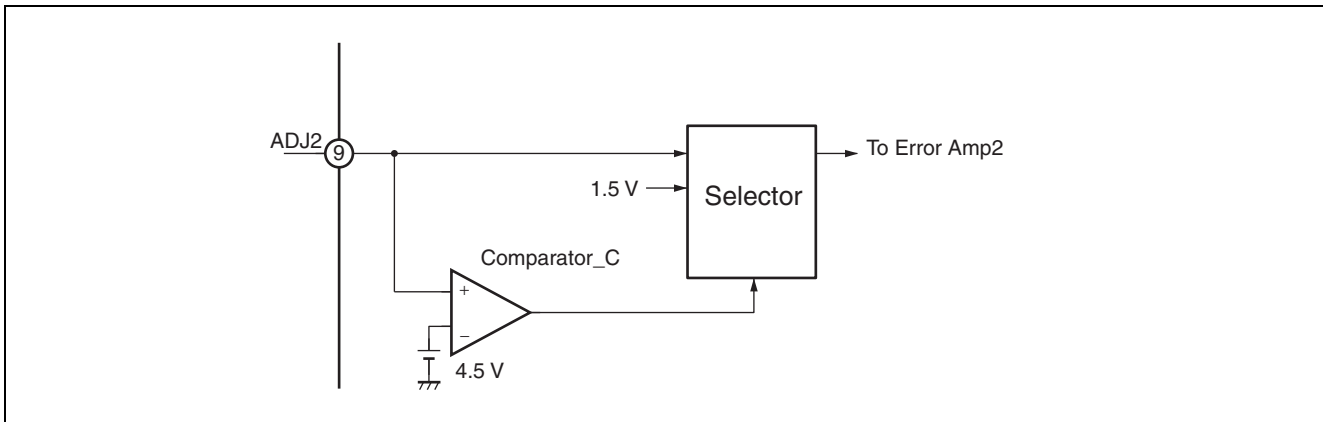 ADJ2
9
To Error Amp2
1.5 V
Selector
Comparator_C
+
−
4.5 V